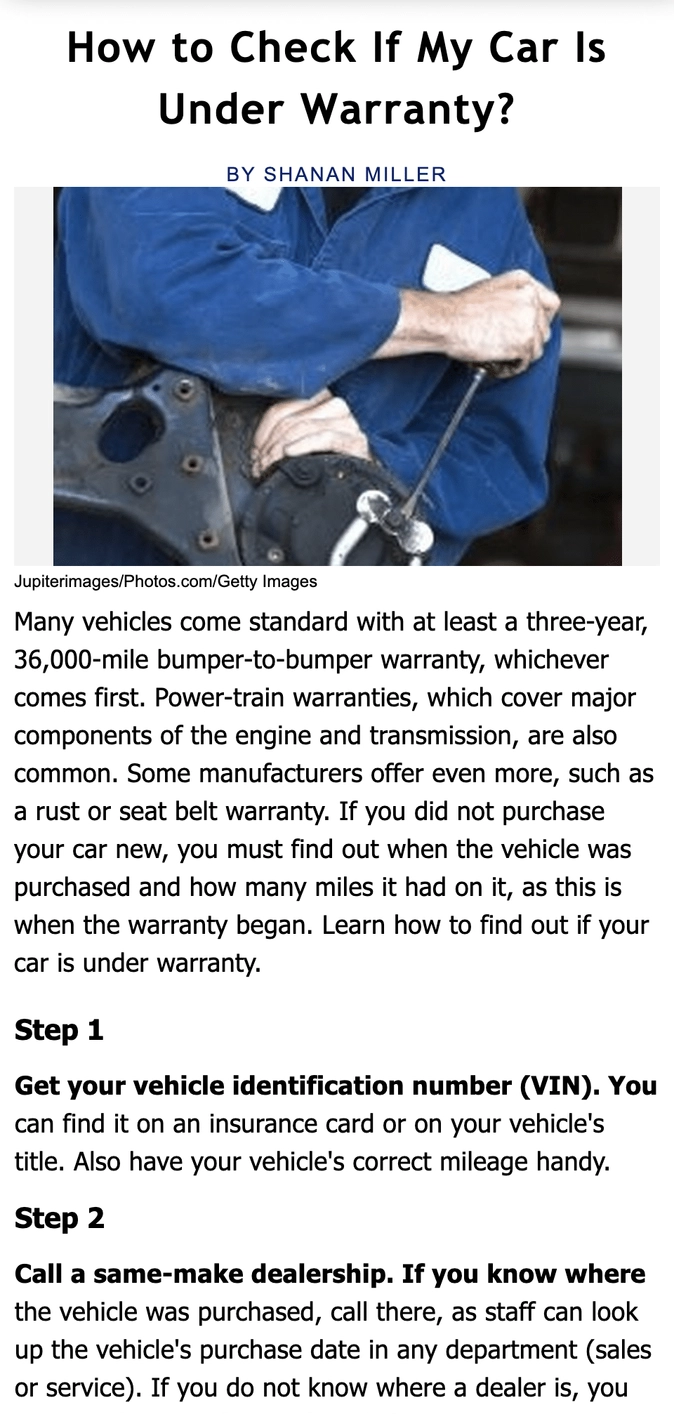 How to Check If My Car Is
Under Warranty?
BY SHANAN MILLER
Jupiterimages/Photos.com/Getty Images
Many vehicles come standard with at least a three-year,
36,000-mile bumper-to-bumper warranty, whichever
comes first. Power-train warranties, which cover major
components of the engine and transmission, are also
common. Some manufacturers offer even more, such as
a rust or seat belt warranty. If you did not purchase
your car new, you must find out when the vehicle was
purchased and how many miles it had on it, as this is
when the warranty began. Learn how to find out if your
car is under warranty.
Step 1
Get your vehicle identification number (VIN). You
can find it on an insurance card or on your vehicle's
title. Also have your vehicle's correct mileage handy.
Step 2
Call a same-make dealership. If you know where
the vehicle was purchased, call there, as staff can look
up the vehicle's purchase date in any department (sales
or service). If you do not know where a dealer is, you